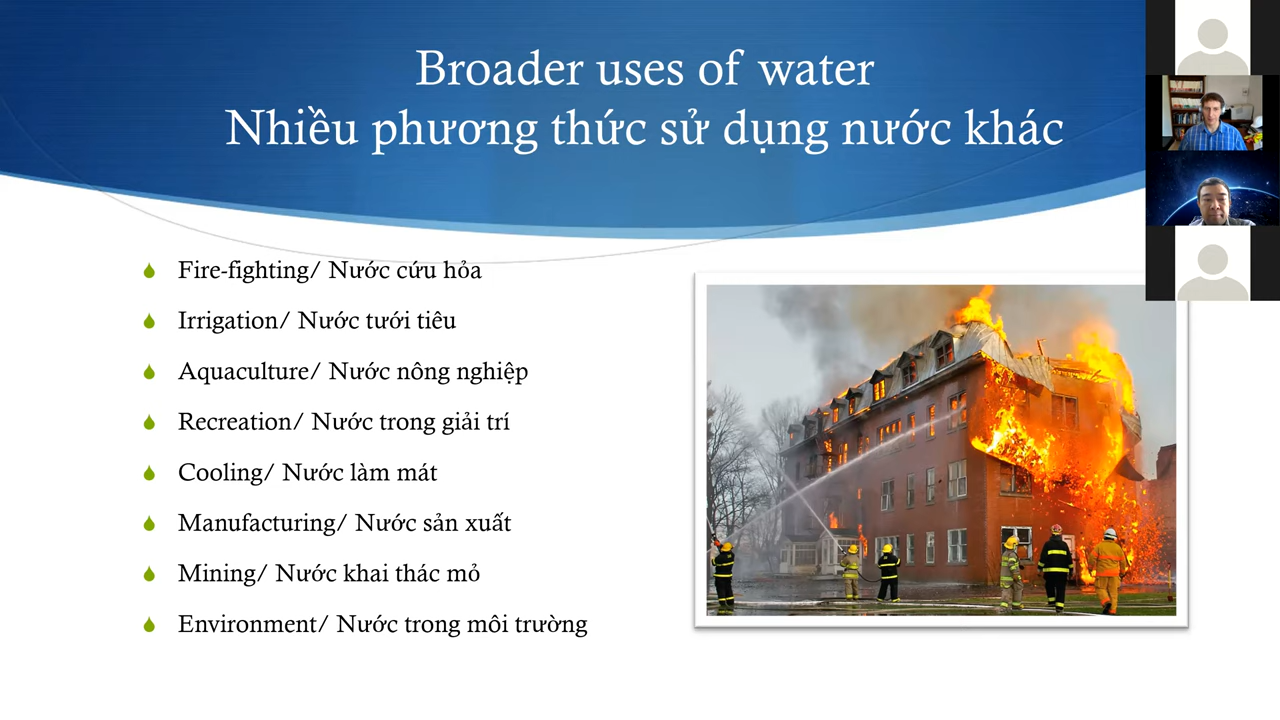 Broader uses of water
Nhiều phương thức sử dụng nước khác
Fire-fighting/ Nước cứu hỏa
Irrigation/ Nước tưới tiêu
Aquaculture/ Nước nông nghiệp
Recreation/ Nước trong giải trí
Cooling/ Nước làm mát
Manufacturing/ Nước sản xuất
Mining/ Nước khai thác mỏ
Environment/ Nước trong môi trường